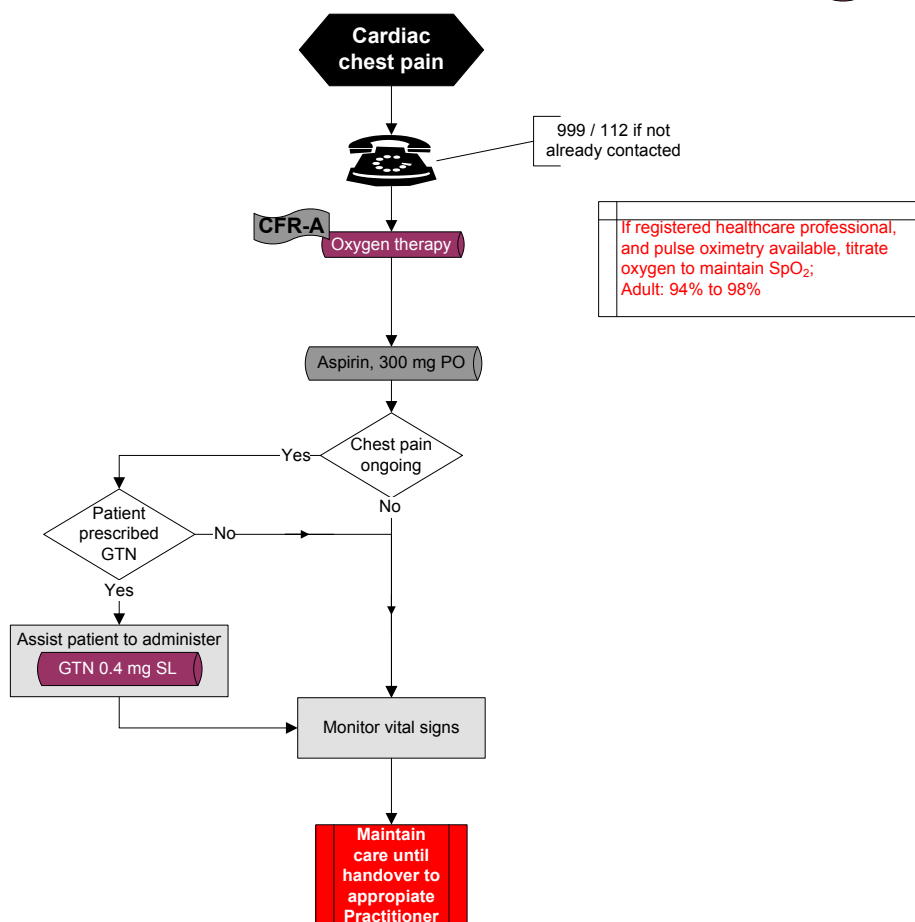 Cardiac
chest pain
999 / 112 if not
already contacted
CFR-A
Oxygen therapy
If registered healthcare professional,
and pulse oximetry available, titrate
oxygen to maintain SpO₂;
Adult: 94% to 98%
Aspirin, 300 mg PO
Chest pain
ongoing
Yes
No
Patient
prescribed
GTN
No
Yes
Assist patient to administer
GTN 0.4 mg SL
Monitor vital signs
Maintain
care until
handover to
appropiate
Practitioner